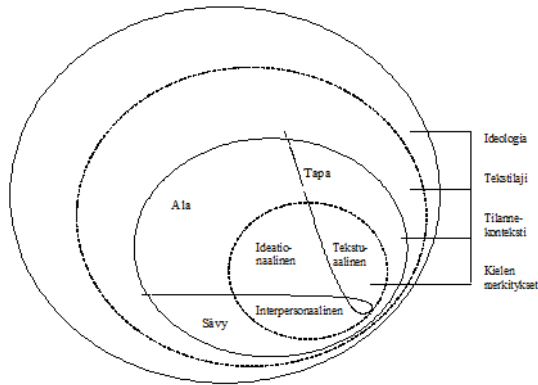 Ideologia
Tapa
Tekstilaji
Ala
Tilanne-
konteksti
Ideatio-
naalinen
Tekstu-
aalinen
Kielen
merkitykset
Interpersonaalinen
Sävy